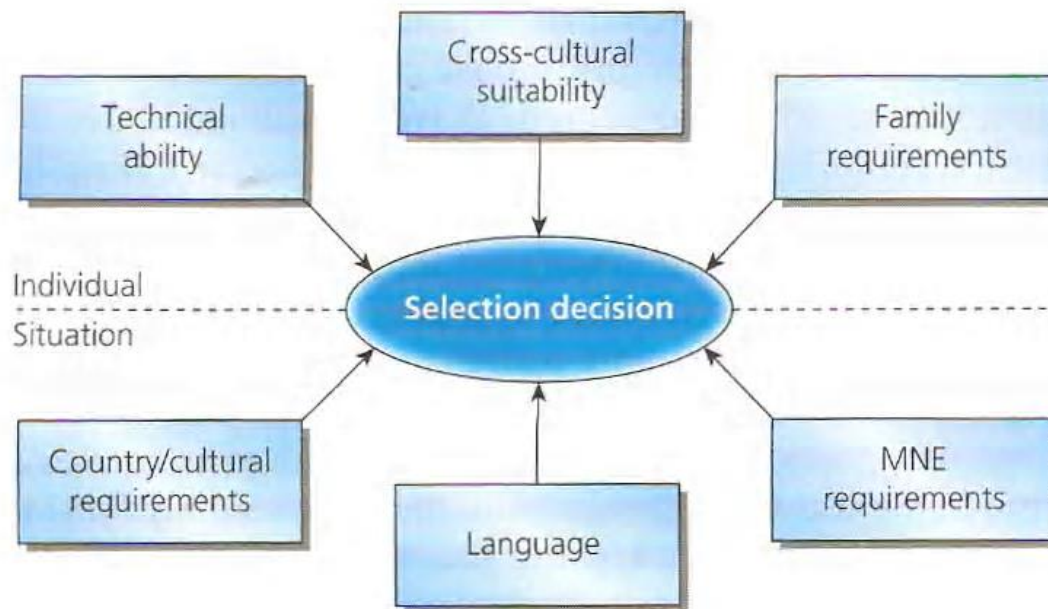 Technical
ability
Cross-cultural
suitability
Family
requirements
Individual
Selection decision
Situation
Country/cultural
requirements
Language
MNE
requirements